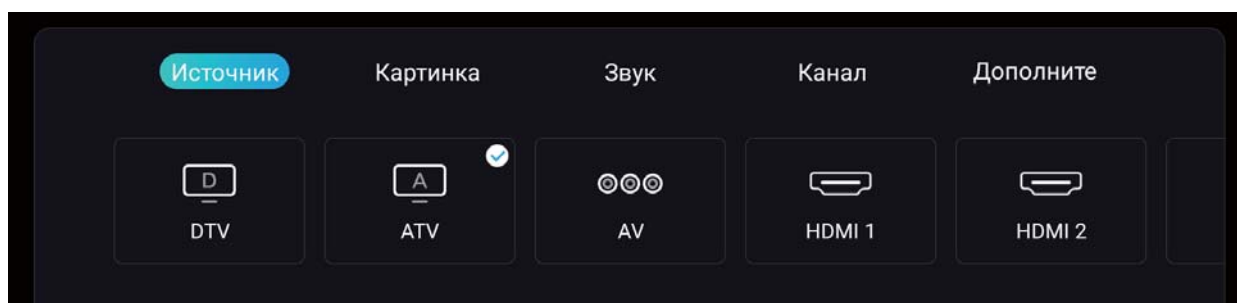 Источник Картинка Звук Канал Дополните
D A
DTV ATV AV HDMI 1 HDMI 2